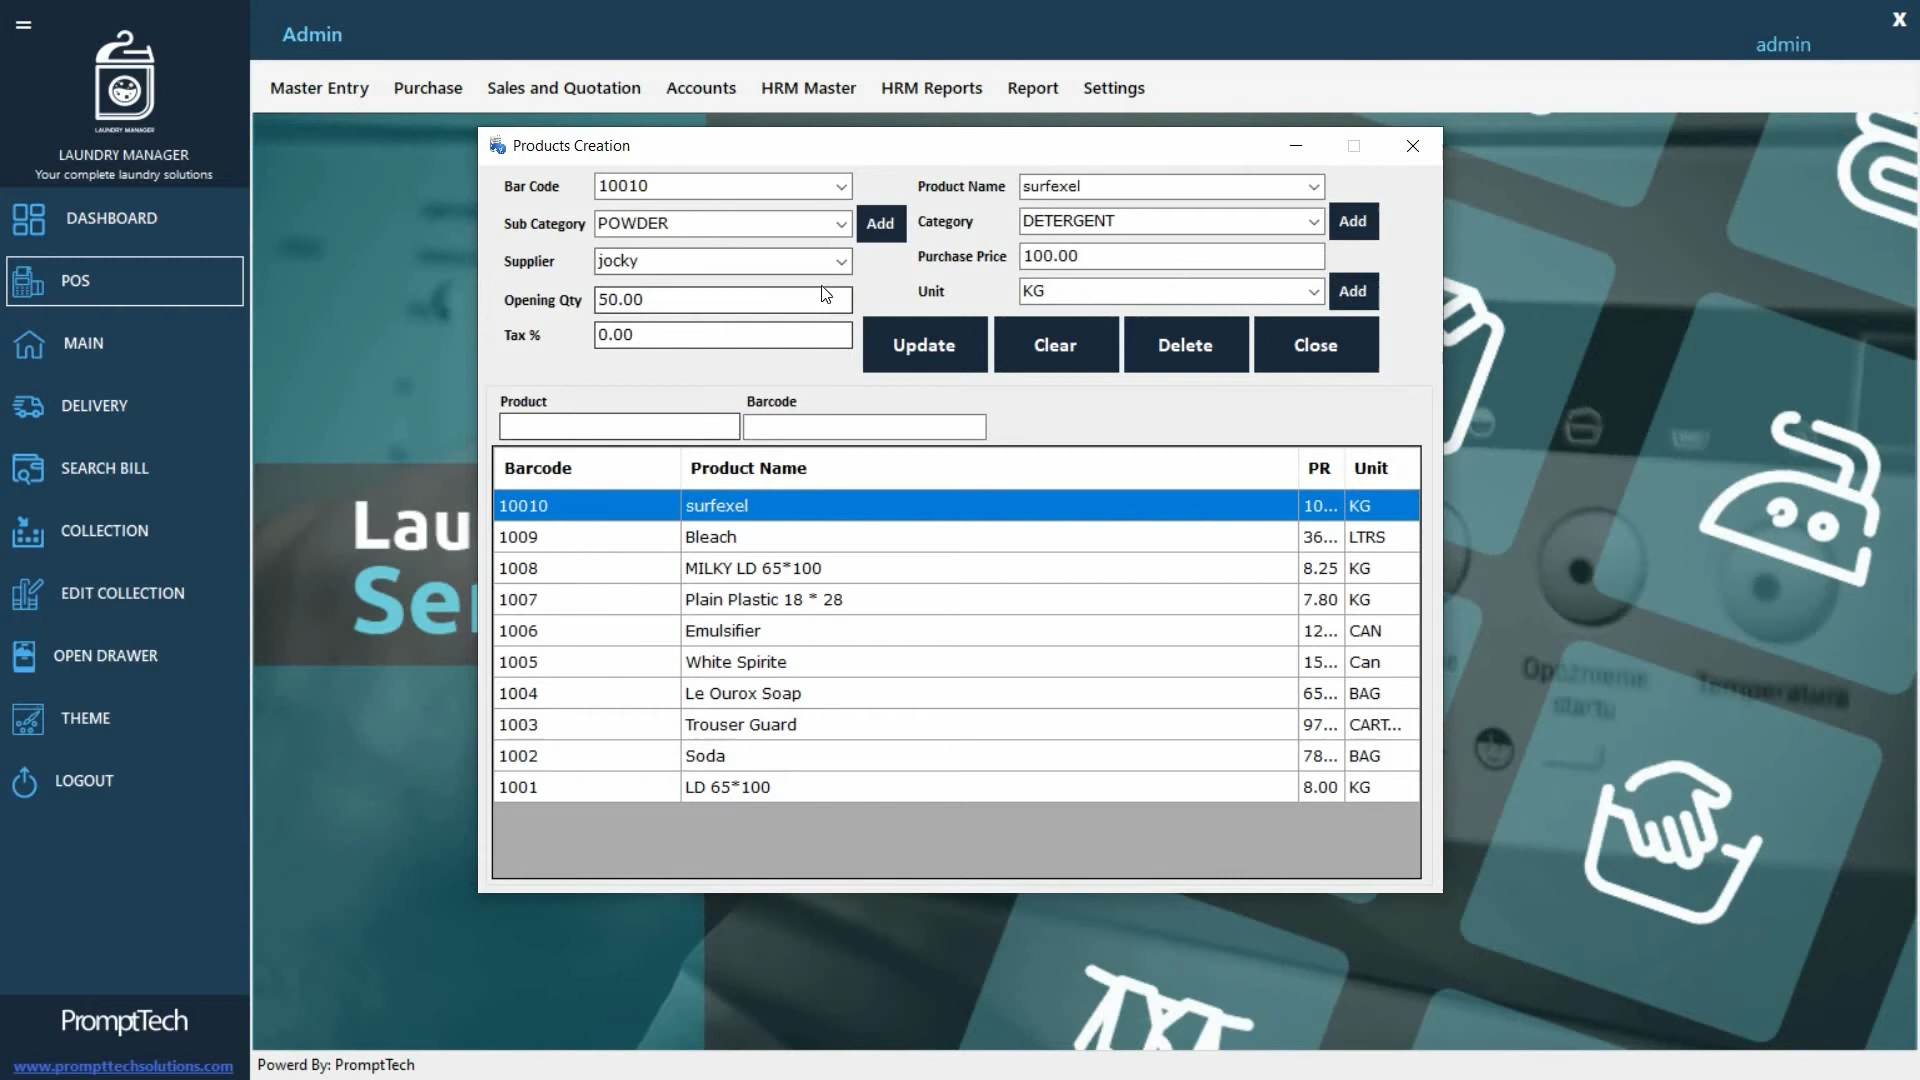 X
Admin
admin
LAUNDRY MANAGER
LAUNDRY MANAGER
Your complete laundry solutions
Master Entry Purchase Sales and Quotation Accounts HRM Master HRM Reports Report Settings
DASHBOARD
POS
MAIN
DELIVERY
SEARCH BILL
COLLECTION
EDIT COLLECTION
OPEN DRAWER
THEME
LOGOUT
PromptTech
www.prompttechsolutions.com
Products Creation
Bar Code 10010 Product Name surfexel
Sub Category POWDER Add Category DETERGENT Add
Supplier jocky Purchase Price 100.00
Opening Qty 50.00 Unit KG Add
Tax % 0.00
Update Clear Delete Close
Product Barcode
Barcode Product Name PR Unit
10010 surfexel 10... KG
1009 Bleach 36... LTRS
1008 MILKY LD 65*100 8.25 KG
1007 Plain Plastic 18 * 28 7.80 KG
1006 Emulsifier 12... CAN
1005 White Spirite 15... Can
1004 Le Ourox Soap 65... BAG
1003 Trouser Guard 97... CART...
1002 Soda 78... BAG
1001 LD 65*100 8.00 KG
Lau
Ser
Opóźnienie
startu
Temperatura
Powerd By: PromptTech